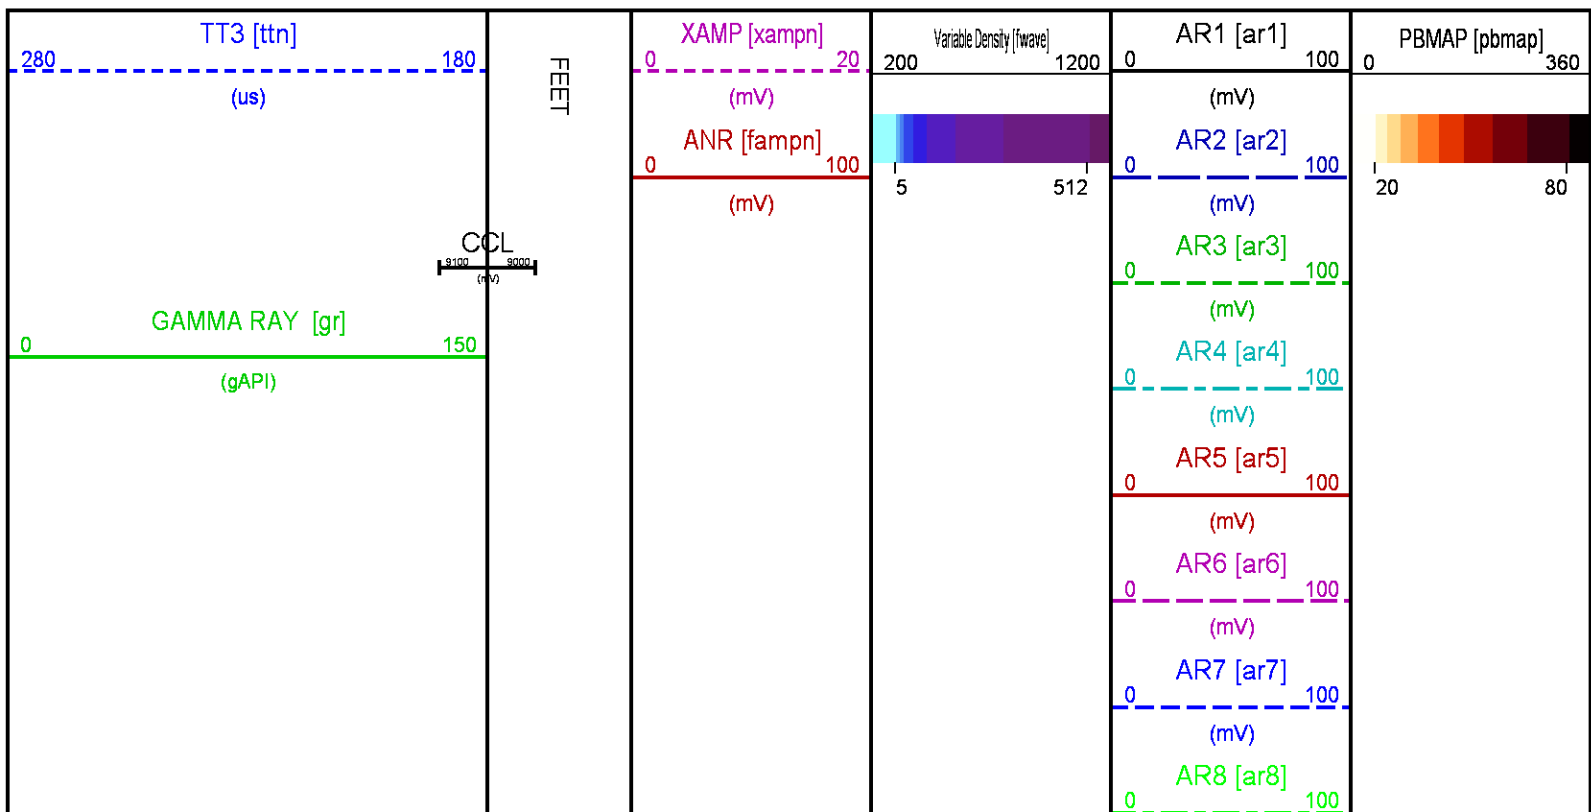 TT3 [ttn]
280 180
(us)
CCL
9100 9000
(mV)
GAMMA RAY [gr]
0 150
(gAPI)
FEET
XAMP [xampn]
0 20
(mV)
ANR [fampn]
0 100
(mV)
Variable Density [fwave]
200 1200
5 512
AR1 [ar1]
0 100
(mV)
AR2 [ar2]
0 100
(mV)
AR3 [ar3]
0 100
(mV)
AR4 [ar4]
0 100
(mV)
AR5 [ar5]
0 100
(mV)
AR6 [ar6]
0 100
(mV)
AR7 [ar7]
0 100
(mV)
AR8 [ar8]
0 100
PBMAP [pbmap]
0 360
20 80